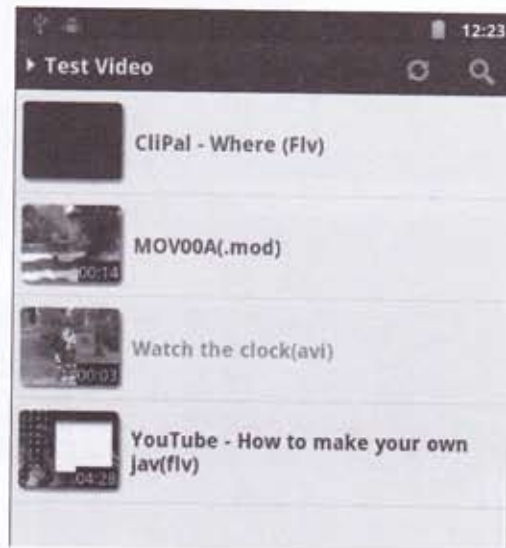 12:23
Test Video
CliPal - Where (Flv)
MOV00A(.mod)
00:14
Watch the clock(avi)
00:03
YouTube - How to make your own
jav(flv)
04:28